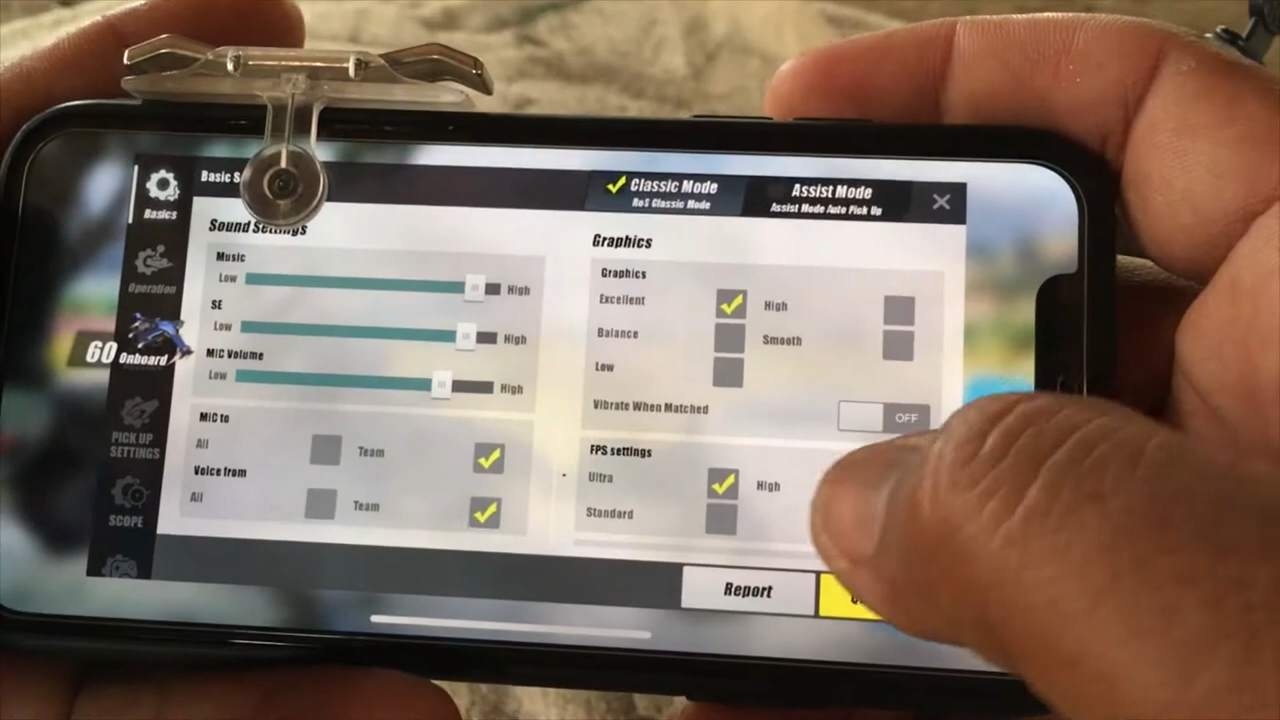 Basic S
Classic Mode
RoS Classic Mode
Assist Mode
Assist Mode Auto Pick Up
Basics
Operation
60 Onboard
PICK UP
SETTINGS
SCOPE
Sound Settings
Music
Low High
SE
Low High
MIC Volume
Low High
MIC to
All Team
Voice from
All Team
Graphics
Graphics
Excellent High
Balance Smooth
Low
Vibrate When Matched OFF
FPS settings
Ultra High
Standard
Report